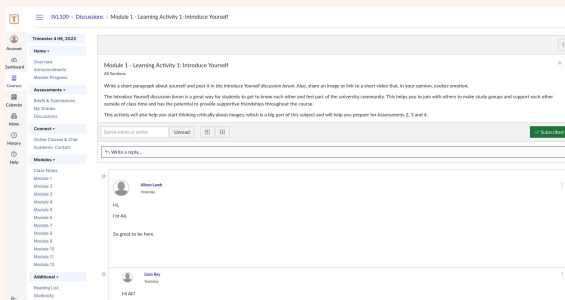 T
IVL100 › Discussions › Module 1 - Learning Activity 1: Introduce Yourself
Account
Dashboard
Courses
Calendar
Inbox
History
Help
Trimester 4 HE, 2023
Home
Overview
Announcements
Module Progress
Assessments
Briefs & Submissions
My Grades
Discussions
Connect
Online Classes & Chat
Academic Contact
Modules
Class Notes
Module 1
Module 2
Module 3
Module 4
Module 5
Module 6
Module 7
Module 8
Module 9
Module 10
Module 11
Module 12
Additional
Reading List
Studiosity
Module 1 - Learning Activity 1: Introduce Yourself
All Sections
Write a short paragraph about yourself and post it in the Introduce Yourself discussion forum. Also, share an image or link to a short video that, in your opinion, evokes emotion.
The Introduce Yourself discussion forum is a great way for students to get to know each other and feel part of the university community. This helps you to join with others to make study groups and support each other
outside of class time and has the potential to provide supportive friendships throughout the course.
This activity will also help you start thinking critically about images, which is a big part of this subject and will help you prepare for Assessments 2, 3 and 4.
Search entries or author
Unread
Subscribed
Write a reply...
Alison Lamb
Yesterday
Hi,
I'm Ali.
So great to be here.
Liam Hoy
Yesterday
Hi Ali!